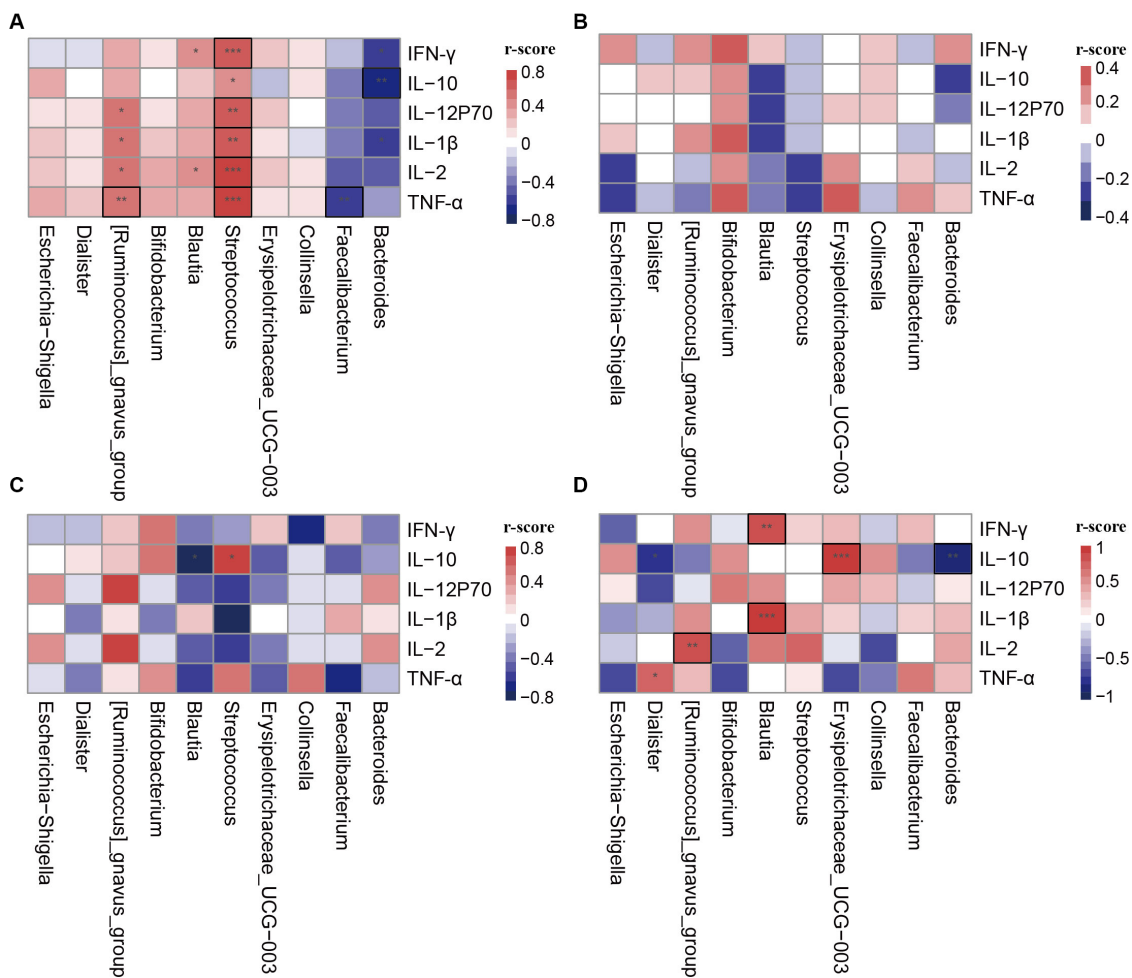 A
* *** IFN-γ
* ** IL-10
* ** IL-12P70
* ** * IL-1β
* * *** IL-2
** *** ** TNF-α
Escherichia-Shigella
Dialister
[Ruminococcus]_gnavus_group
Bifidobacterium
Blautia
Streptococcus
Erysipelotrichaceae_UCG-003
Collinsella
Faecalibacterium
Bacteroides
r-score
0.8
0.4
0
-0.4
-0.8
B
IFN-γ
IL-10
IL-12P70
IL-1β
IL-2
TNF-α
Escherichia-Shigella
Dialister
[Ruminococcus]_gnavus_group
Bifidobacterium
Blautia
Streptococcus
Erysipelotrichaceae_UCG-003
Collinsella
Faecalibacterium
Bacteroides
r-score
0.4
0.2
0
-0.2
-0.4
C
IFN-γ
* * IL-10
IL-12P70
IL-1β
IL-2
TNF-α
Escherichia-Shigella
Dialister
[Ruminococcus]_gnavus_group
Bifidobacterium
Blautia
Streptococcus
Erysipelotrichaceae_UCG-003
Collinsella
Faecalibacterium
Bacteroides
r-score
0.8
0.4
0
-0.4
-0.8
D
** IFN-γ
* *** ** IL-10
IL-12P70
*** IL-1β
** IL-2
* TNF-α
Escherichia-Shigella
Dialister
[Ruminococcus]_gnavus_group
Bifidobacterium
Blautia
Streptococcus
Erysipelotrichaceae_UCG-003
Collinsella
Faecalibacterium
Bacteroides
r-score
1
0.5
0
-0.5
-1